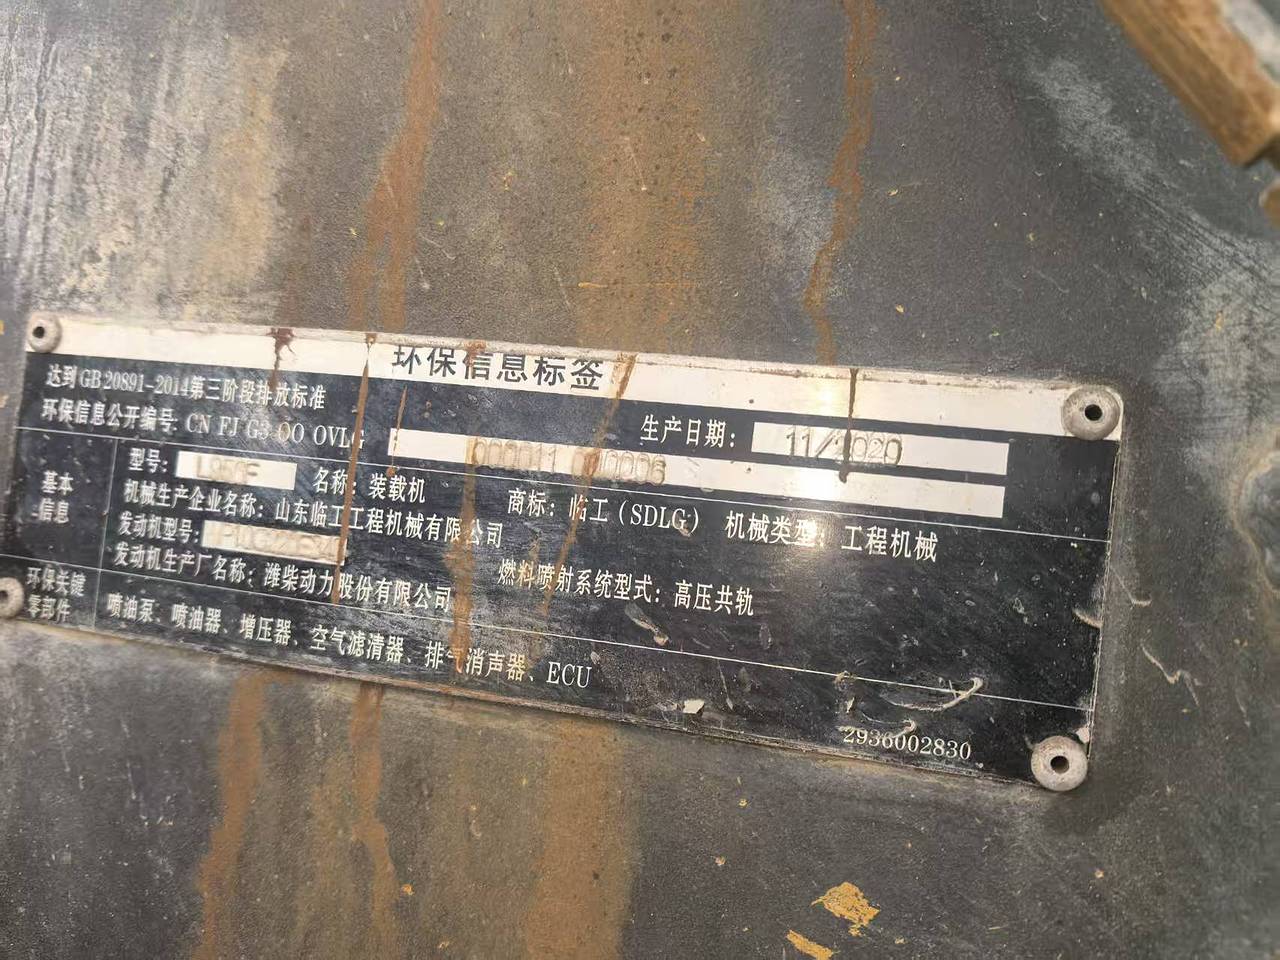 环保信息标签
达到GB 20891-2014第三阶段排放标准
生产日期: 11/2020
环保信息公开编号: CN FJ G3 OO OVLG
基本信息
型号: L956F 名称: 装载机 商标: 临工(SDLG) 机械类型: 工程机械
机械生产企业名称: 山东临工工程机械有限公司
发动机型号: 燃料喷射系统型式: 高压共轨
发动机生产厂名称: 潍柴动力股份有限公司
环保关键零部件
喷油泵、喷油器、增压器、空气滤清器、排气消声器、ECU
2936002830